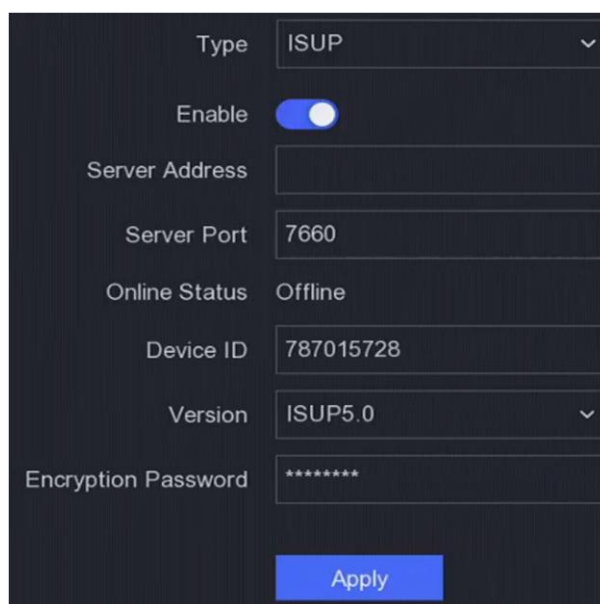 Type ISUP
Enable
Server Address
Server Port 7660
Online Status Offline
Device ID 787015728
Version ISUP5.0
Encryption Password ********
Apply